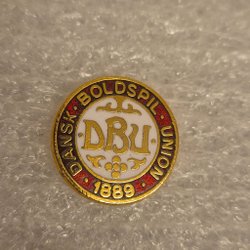 DANSK · BOLDSPIL · UNION
· 1889 ·
DBU